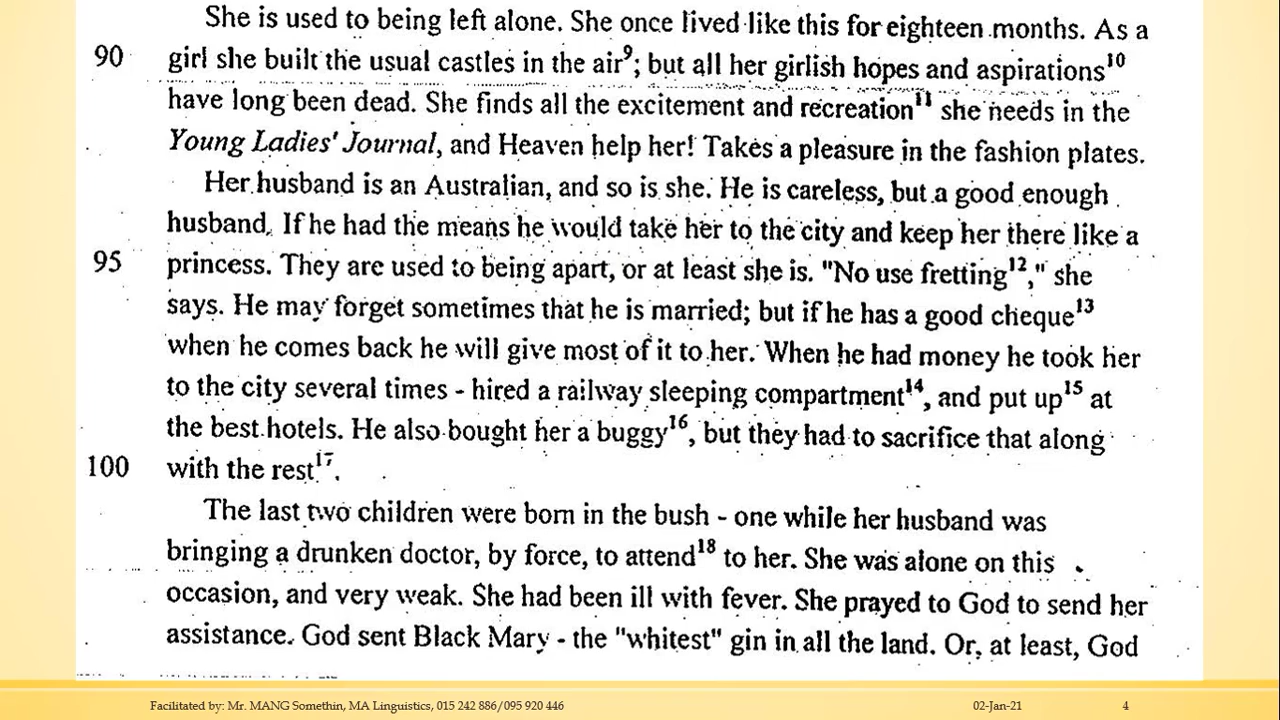 She is used to being left alone. She once lived like this for eighteen months. As a
90 girl she built the usual castles in the air⁹; but all her girlish hopes and aspirations¹⁰
have long been dead. She finds all the excitement and recreation¹¹ she needs in the
Young Ladies' Journal, and Heaven help her! Takes a pleasure in the fashion plates.
Her husband is an Australian, and so is she. He is careless, but a good enough
husband. If he had the means he would take her to the city and keep her there like a
95 princess. They are used to being apart, or at least she is. "No use fretting¹²," she
says. He may forget sometimes that he is married; but if he has a good cheque¹³
when he comes back he will give most of it to her. When he had money he took her
to the city several times - hired a railway sleeping compartment¹⁴, and put up¹⁵ at
the best hotels. He also bought her a buggy¹⁶, but they had to sacrifice that along
100 with the rest¹⁷.
The last two children were born in the bush - one while her husband was
bringing a drunken doctor, by force, to attend¹⁸ to her. She was alone on this
occasion, and very weak. She had been ill with fever. She prayed to God to send her
assistance. God sent Black Mary - the "whitest" gin in all the land. Or, at least, God
Facilitated by: Mr. MANG Somethin, MA Linguistics, 015 242 886/095 920 446 02-Jan-21 4